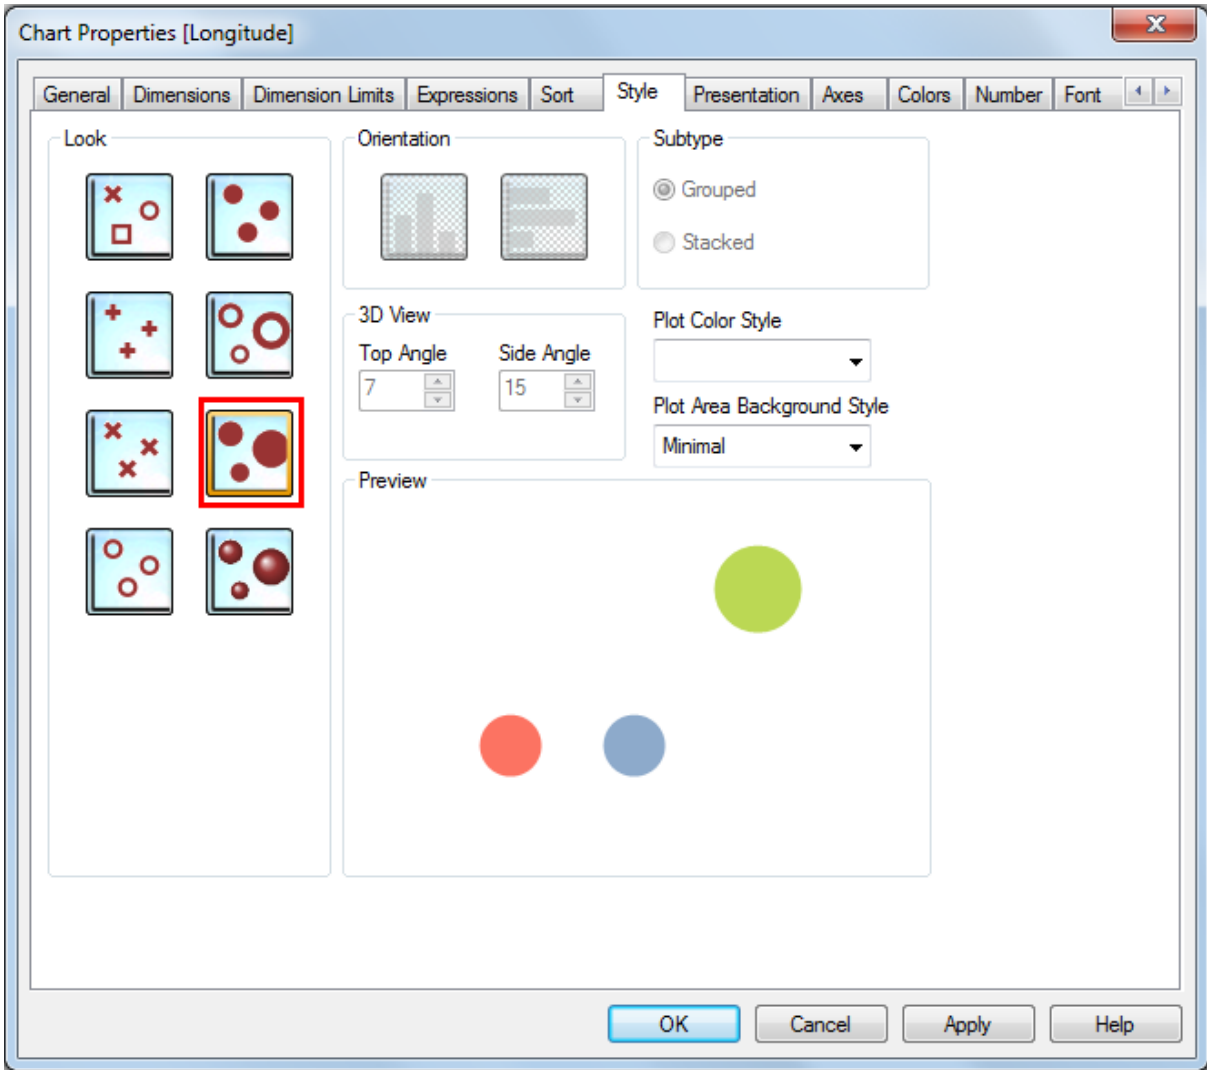 Chart Properties [Longitude]
General Dimensions Dimension Limits Expressions Sort Style Presentation Axes Colors Number Font
Look
Orientation
Subtype
Grouped
Stacked
3D View
Top Angle Side Angle
7 15
Plot Color Style
Plot Area Background Style
Minimal
Preview
OK Cancel Apply Help